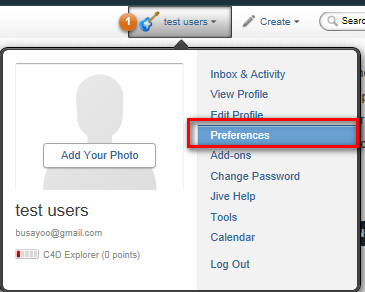 1 test users Create Searc
Inbox & Activity
View Profile
Edit Profile
Preferences
Add-ons
Change Password
Jive Help
Tools
Calendar
Log Out
Add Your Photo
test users
busayoo@gmail.com
C4D Explorer (0 points)